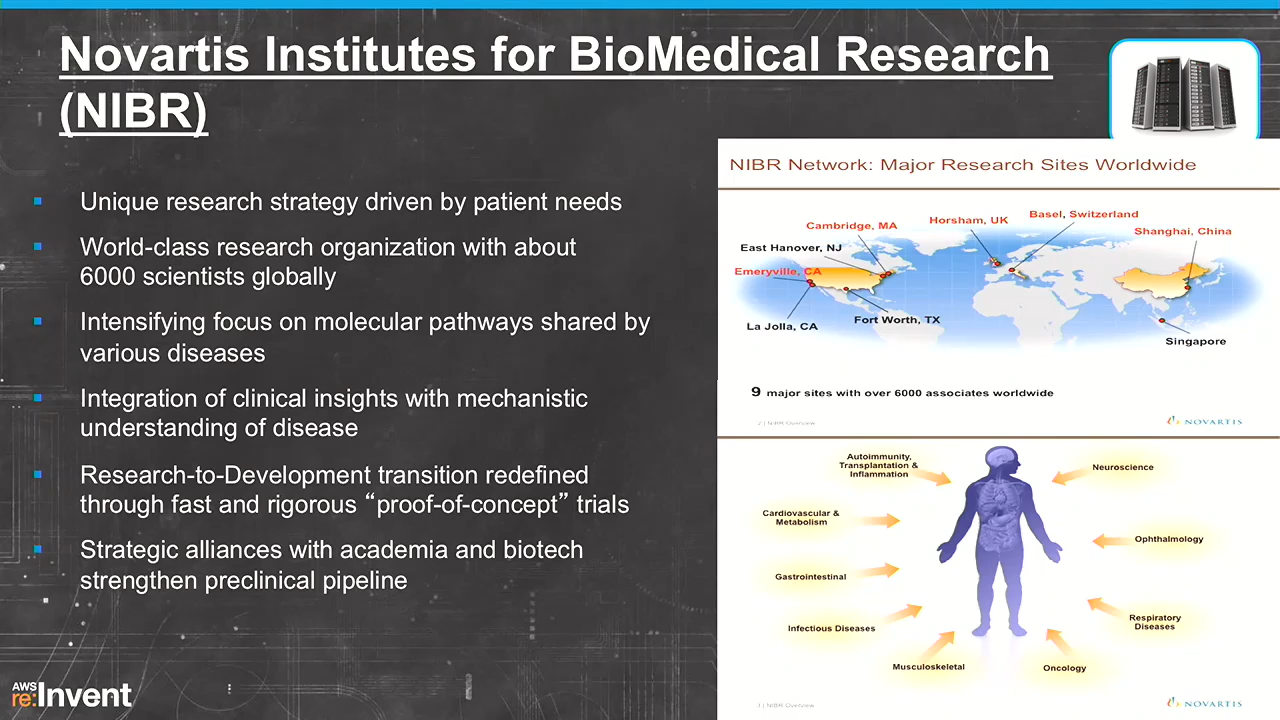 Novartis Institutes for BioMedical Research
(NIBR)
Unique research strategy driven by patient needs
World-class research organization with about
6000 scientists globally
Intensifying focus on molecular pathways shared by
various diseases
Integration of clinical insights with mechanistic
understanding of disease
Research-to-Development transition redefined
through fast and rigorous “proof-of-concept” trials
Strategic alliances with academia and biotech
strengthen preclinical pipeline
AWS
re:Invent
NIBR Network: Major Research Sites Worldwide
Cambridge, MA
Horsham, UK
Basel, Switzerland
Shanghai, China
East Hanover, NJ
Emeryville, CA
La Jolla, CA
Fort Worth, TX
Singapore
9 major sites with over 6000 associates worldwide
2 | NIBR Overview
NOVARTIS
Autoimmunity,
Transplantation &
Inflammation
Neuroscience
Cardiovascular &
Metabolism
Ophthalmology
Gastrointestinal
Infectious Diseases
Respiratory
Diseases
Musculoskeletal
Oncology
3 | NIBR Overview
NOVARTIS